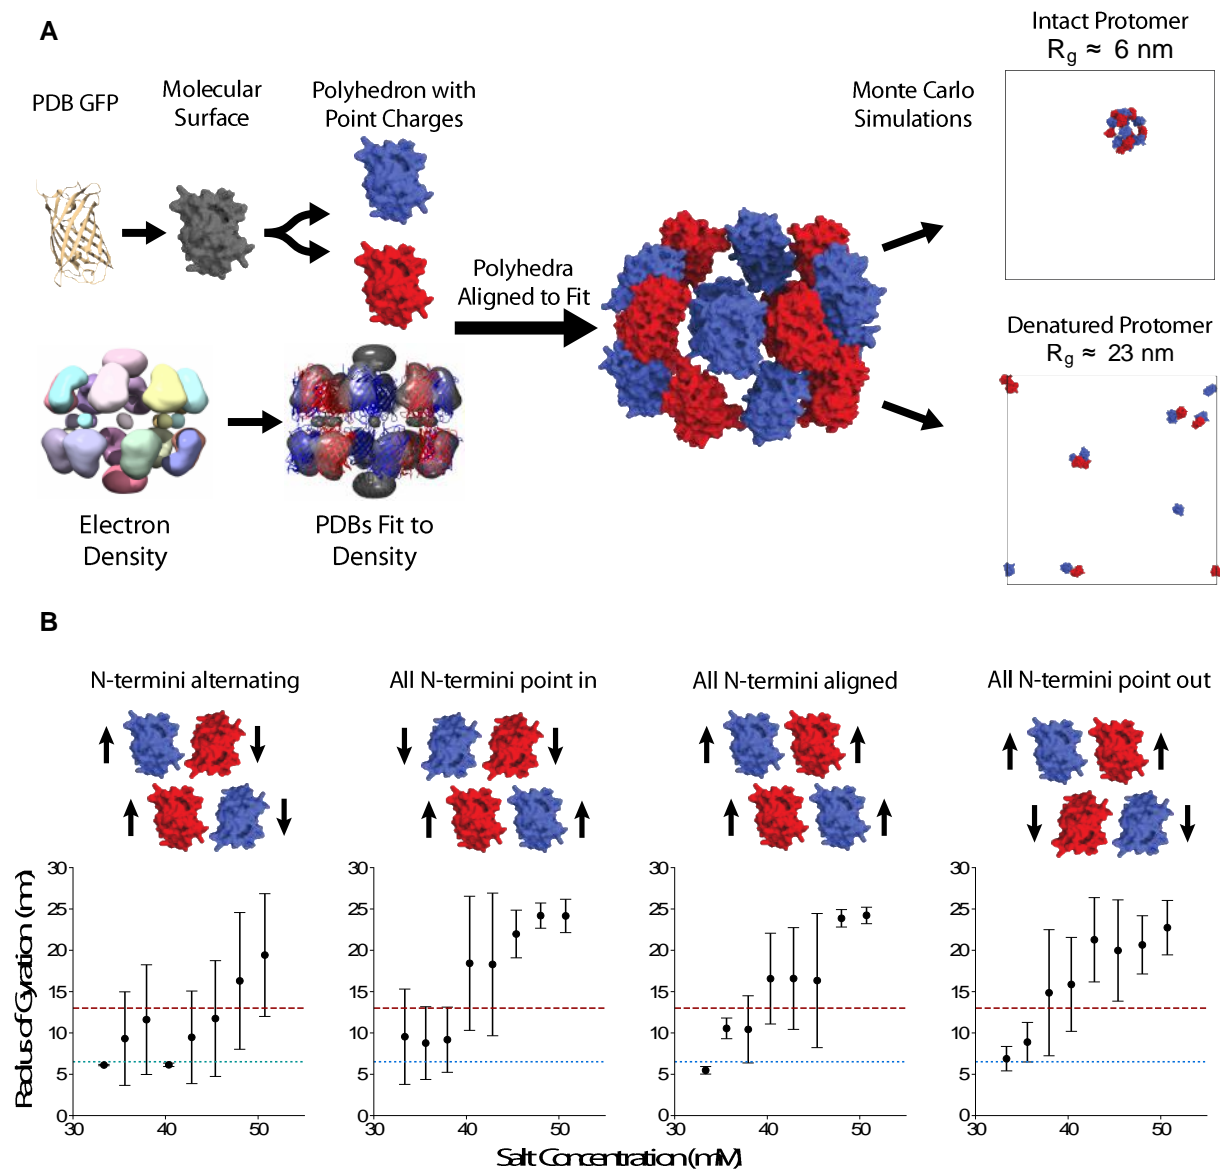 A
PDB GFP
Molecular
Surface
Polyhedron with
Point Charges
Polyhedra
Aligned to Fit
Electron
Density
PDBs Fit to
Density
Monte Carlo
Simulations
Intact Protomer
Rg ≈ 6 nm
Denatured Protomer
Rg ≈ 23 nm
B
N-termini alternating
All N-termini point in
All N-termini aligned
All N-termini point out
Radius of Gyration (nm)
30
25
20
15
10
5
0
30
40
50
30
25
20
15
10
5
0
30
40
50
30
25
20
15
10
5
0
30
40
50
30
25
20
15
10
5
0
30
40
50
Salt Concentration (mM)